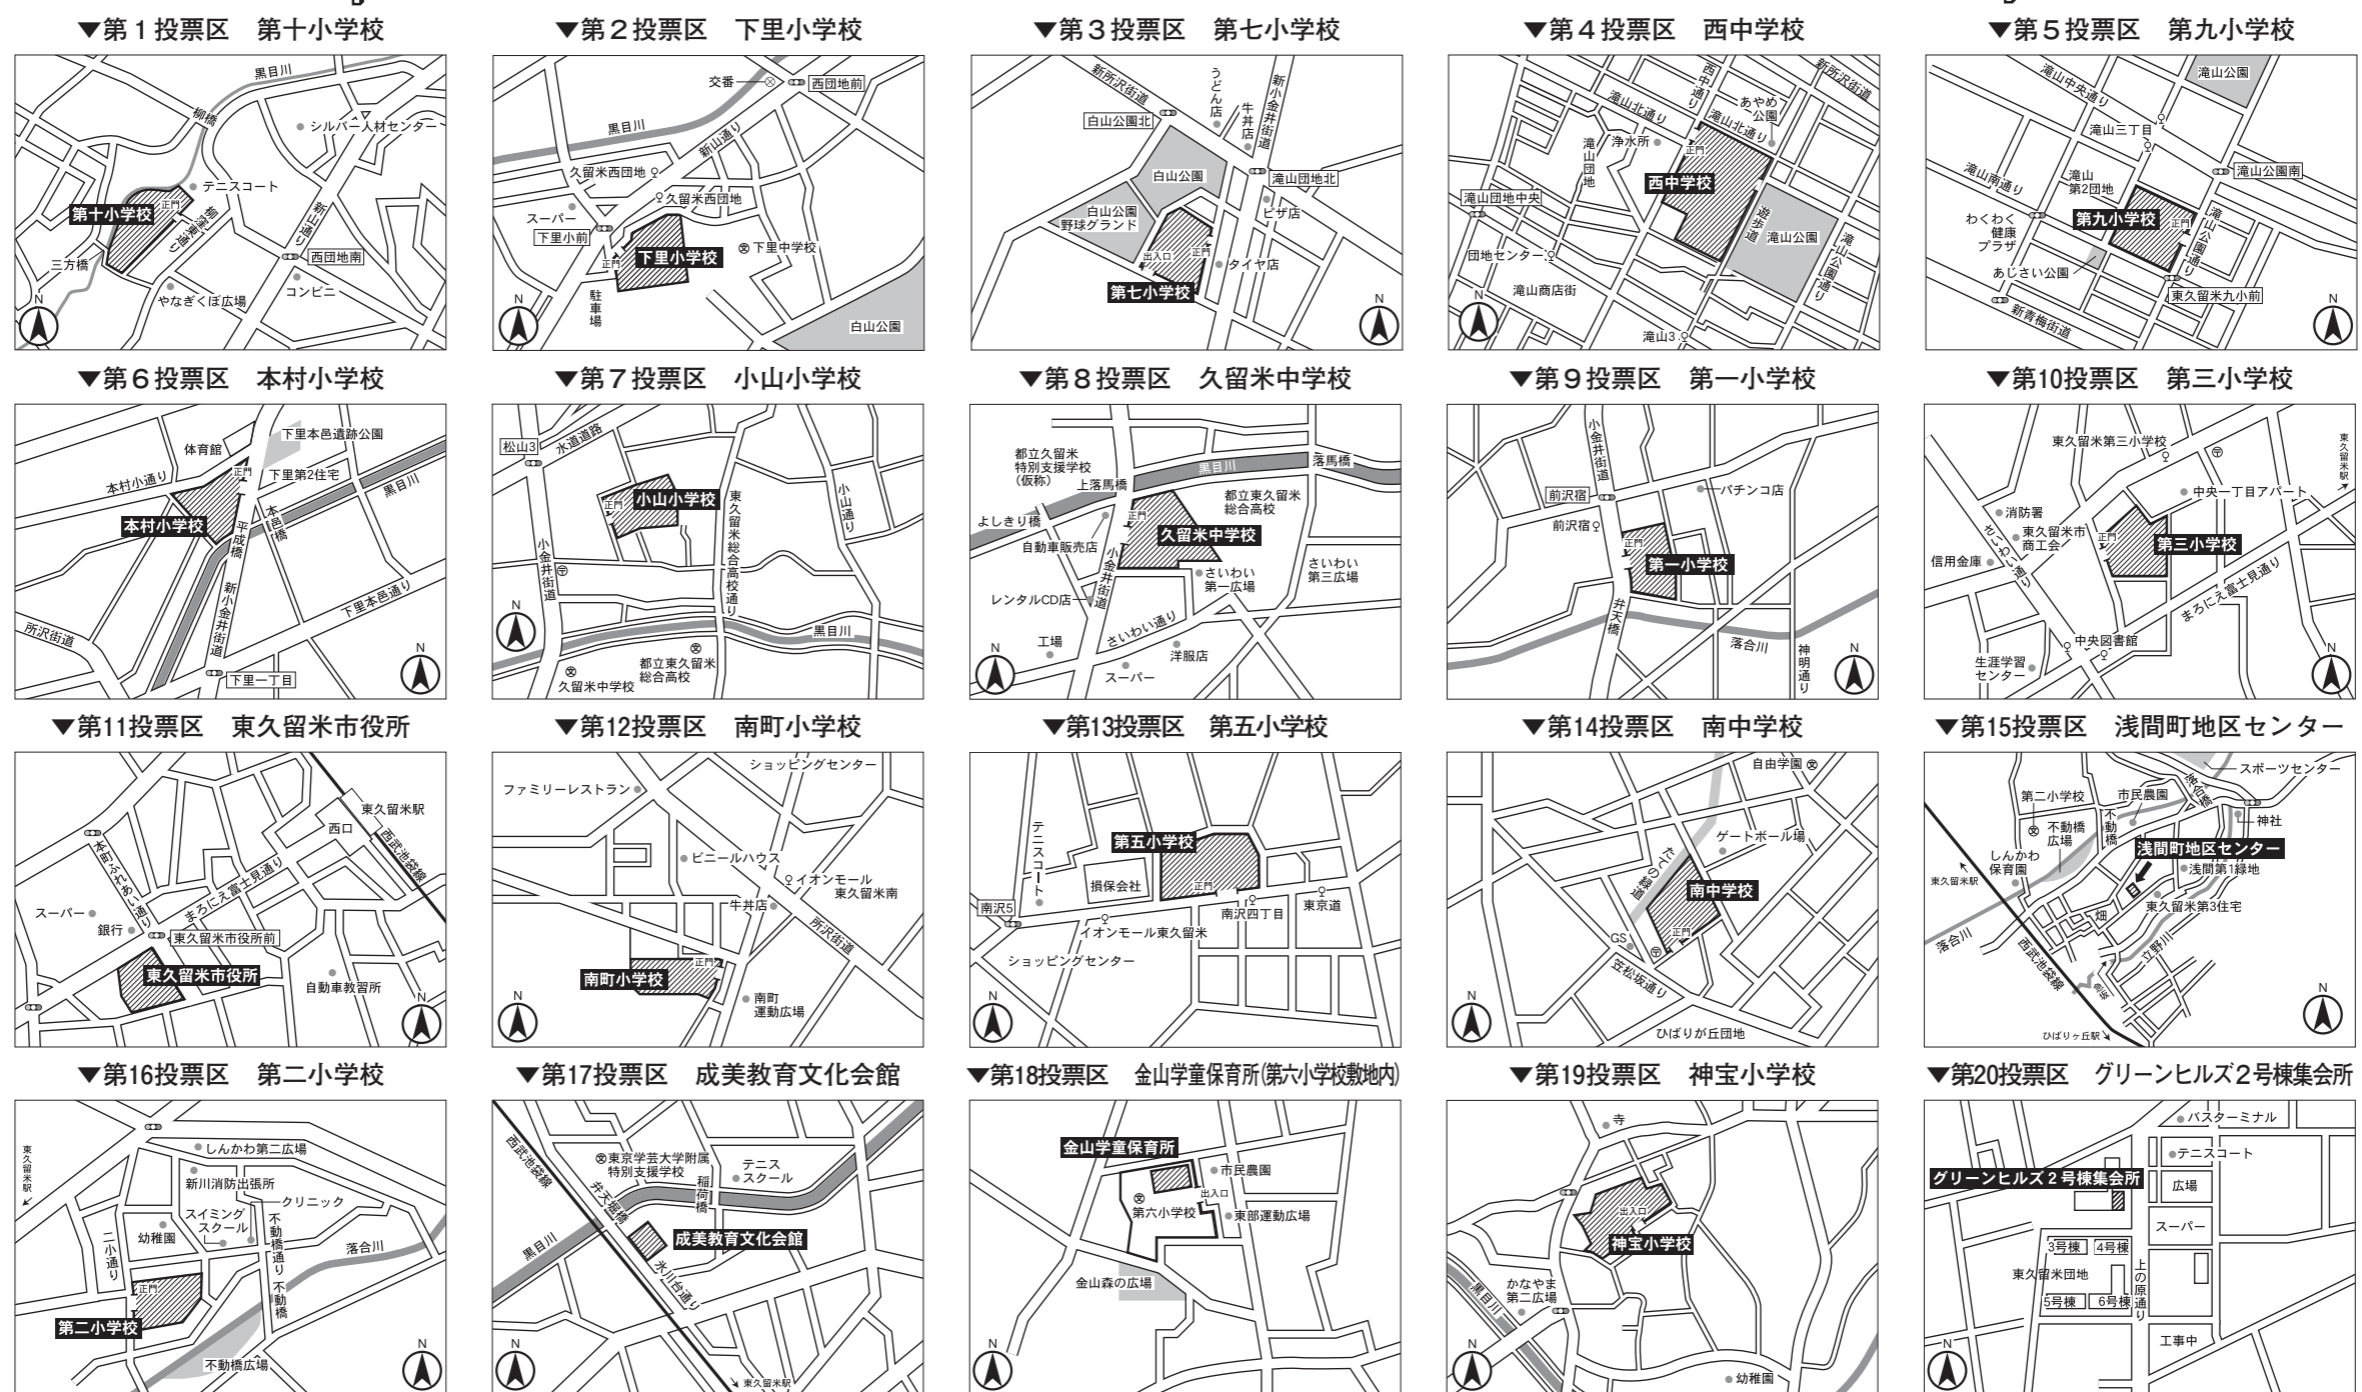 ▼第1投票区　第十小学校
黒目川
柳橋
シルバー人材センター
テニスコート
第十小学校
正門
柳窪東通り
新山通り
三方橋
西団地南
やなぎくぼ広場
コンビニ
N
▼第2投票区　下里小学校
交番
西団地前
黒目川
新山通り
久留米西団地
久留米西団地
スーパー
下里小前
下里小学校
正門
下里中学校
駐車場
白山公園
N
▼第3投票区　第七小学校
新所沢街道
うどん店
牛丼店
新小金井街道
白山公園北
白山公園
滝山団地北
白山公園
野球グランド
ピザ店
出入口
正門
タイヤ店
第七小学校
N
▼第4投票区　西中学校
西中通り
新所沢街道
滝山北通り
あやめ公園
滝山北通り
滝山団地
浄水所
正門
西中学校
滝山団地中央
遊歩道
滝山公園
滝山公園通り
団地センター
滝山商店街
滝山3
N
▼第5投票区　第九小学校
滝山公園
滝山中央通り
滝山三丁目
滝山公園南
滝山南通り
滝山
第2団地
わくわく
健康
プラザ
第九小学校
正門
滝山公園通り
あじさい公園
東久留米九小前
新青梅街道
N
▼第6投票区　本村小学校
下里本邑遺跡公園
体育館
正門
本村小通り
下里第2住宅
黒目川
本村小学校
平成橋
本邑橋
新小金井街道
下里本邑通り
所沢街道
下里一丁目
N
▼第7投票区　小山小学校
松山3
水道道路
正門
小山小学校
東久留米総合高校通り
小山通り
小金井街道
黒目川
都立東久留米
総合高校
久留米中学校
N
▼第8投票区　久留米中学校
都立久留米
特別支援学校
(仮称)
黒目川
落馬橋
上落馬橋
都立東久留米
総合高校
よしきり橋
正門
久留米中学校
自動車販売店
小金井街道
さいわい
第一広場
さいわい
第三広場
レンタルCD店
さいわい通り
工場
洋服店
スーパー
N
▼第9投票区　第一小学校
小金井街道
前沢宿
パチンコ店
前沢宿
正門
第一小学校
弁天橋
落合川
神明通り
N
▼第10投票区　第三小学校
東久留米第三小学校
東久留米駅
中央一丁目アパート
消防署
さいわい通り
東久留米市
商工会
正門
第三小学校
信用金庫
まろにえ富士見通り
中央図書館
生涯学習
センター
N
▼第11投票区　東久留米市役所
東久留米駅
西口
西武池袋線
本町ふれあい通り
まろにえ富士見通り
スーパー
銀行
東久留米市役所前
東久留米市役所
自動車教習所
N
▼第12投票区　南町小学校
ショッピングセンター
ファミリーレストラン
ビニールハウス
イオンモール
東久留米南
牛丼店
所沢街道
正門
南町小学校
南町
運動広場
N
▼第13投票区　第五小学校
テニスコート
第五小学校
損保会社
正門
南沢5
南沢四丁目
東京道
イオンモール東久留米
ショッピングセンター
N
▼第14投票区　南中学校
自由学園
ゲートボール場
たての緑道
南中学校
正門
GS
笠松坂通り
ひばりが丘団地
N
▼第15投票区　浅間町地区センター
スポーツセンター
落合橋
第二小学校
市民農園
神社
不動橋
広場
不動橋
しんかわ
保育園
浅間町地区センター
浅間第1緑地
東久留米駅
畑
東久留米第3住宅
落合川
西武池袋線
立野川
ひばりヶ丘駅
N
▼第16投票区　第二小学校
東久留米駅
しんかわ第二広場
新川消防出張所
クリニック
スイミング
スクール
幼稚園
不動橋通り
二小通り
落合川
正門
不動橋
第二小学校
不動橋広場
N
▼第17投票区　成美教育文化会館
西武池袋線
東京学芸大学附属
特別支援学校
テニス
スクール
稲荷橋
弁天堀橋
成美教育文化会館
黒目川
氷川台通り
東久留米駅
N
▼第18投票区　金山学童保育所(第六小学校敷地内)
金山学童保育所
市民農園
出入口
第六小学校
東部運動広場
金山森の広場
N
▼第19投票区　神宝小学校
寺
出入口
神宝小学校
黒目川
かなやま
第二広場
幼稚園
N
▼第20投票区　グリーンヒルズ2号棟集会所
バスターミナル
テニスコート
グリーンヒルズ2号棟集会所
広場
スーパー
3号棟
4号棟
東久留米団地
上の原通り
5号棟
6号棟
工事中
N